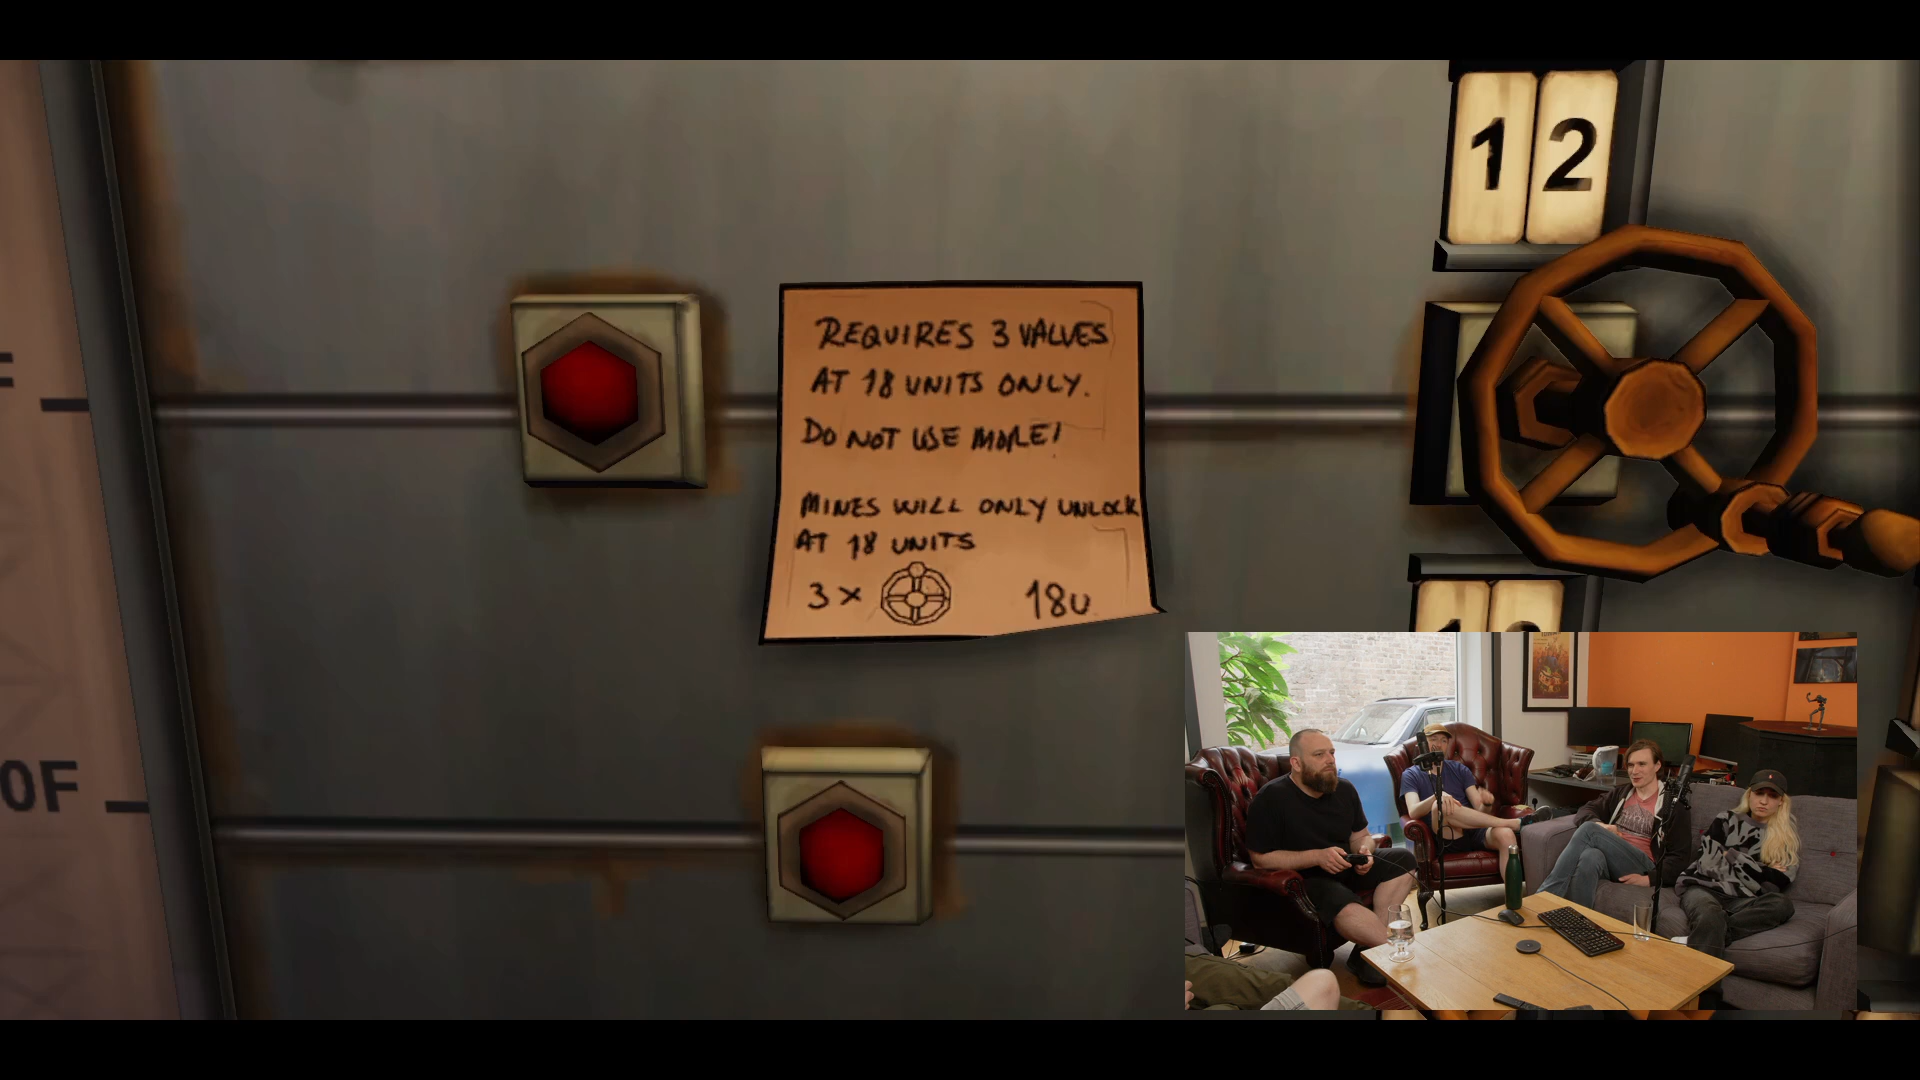 12
REQUIRES 3 VALVES
AT 18 UNITS ONLY.
DO NOT USE MORE!
MINES WILL ONLY UNLOCK
AT 18 UNITS
3 x 18U
0F